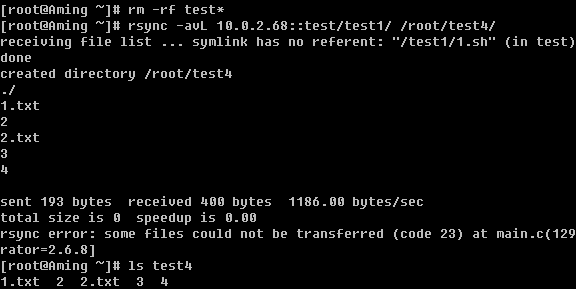 [root@Aming ~]# rm -rf test*
[root@Aming ~]# rsync -avL 10.0.2.68::test/test1/ /root/test4/
receiving file list ... symlink has no referent: "/test1/1.sh" (in test)
done
created directory /root/test4
./
1.txt
2
2.txt
3
4
sent 193 bytes  received 400 bytes  1186.00 bytes/sec
total size is 0  speedup is 0.00
rsync error: some files could not be transferred (code 23) at main.c(129
rator=2.6.8]
[root@Aming ~]# ls test4
1.txt  2  2.txt  3  4